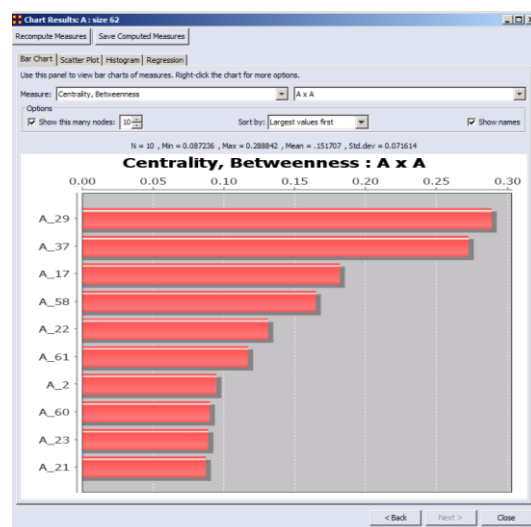 Chart Results: A : size 62
Recompute Measures Save Computed Measures
Bar Chart Scatter Plot Histogram Regression
Use this panel to view bar charts of measures. Right-click the chart for more options.
Measure: Centrality, Betweenness A x A
Options
Show this many nodes: 10 Sort by: Largest values first Show names
N = 10 , Min = 0.087236 , Max = 0.288842 , Mean = .151707 , Std.dev = 0.071614
Centrality, Betweenness : A x A
0.00 0.05 0.10 0.15 0.20 0.25 0.30
A_29
A_37
A_17
A_58
A_22
A_61
A_2
A_60
A_23
A_21
< Back Next > Close